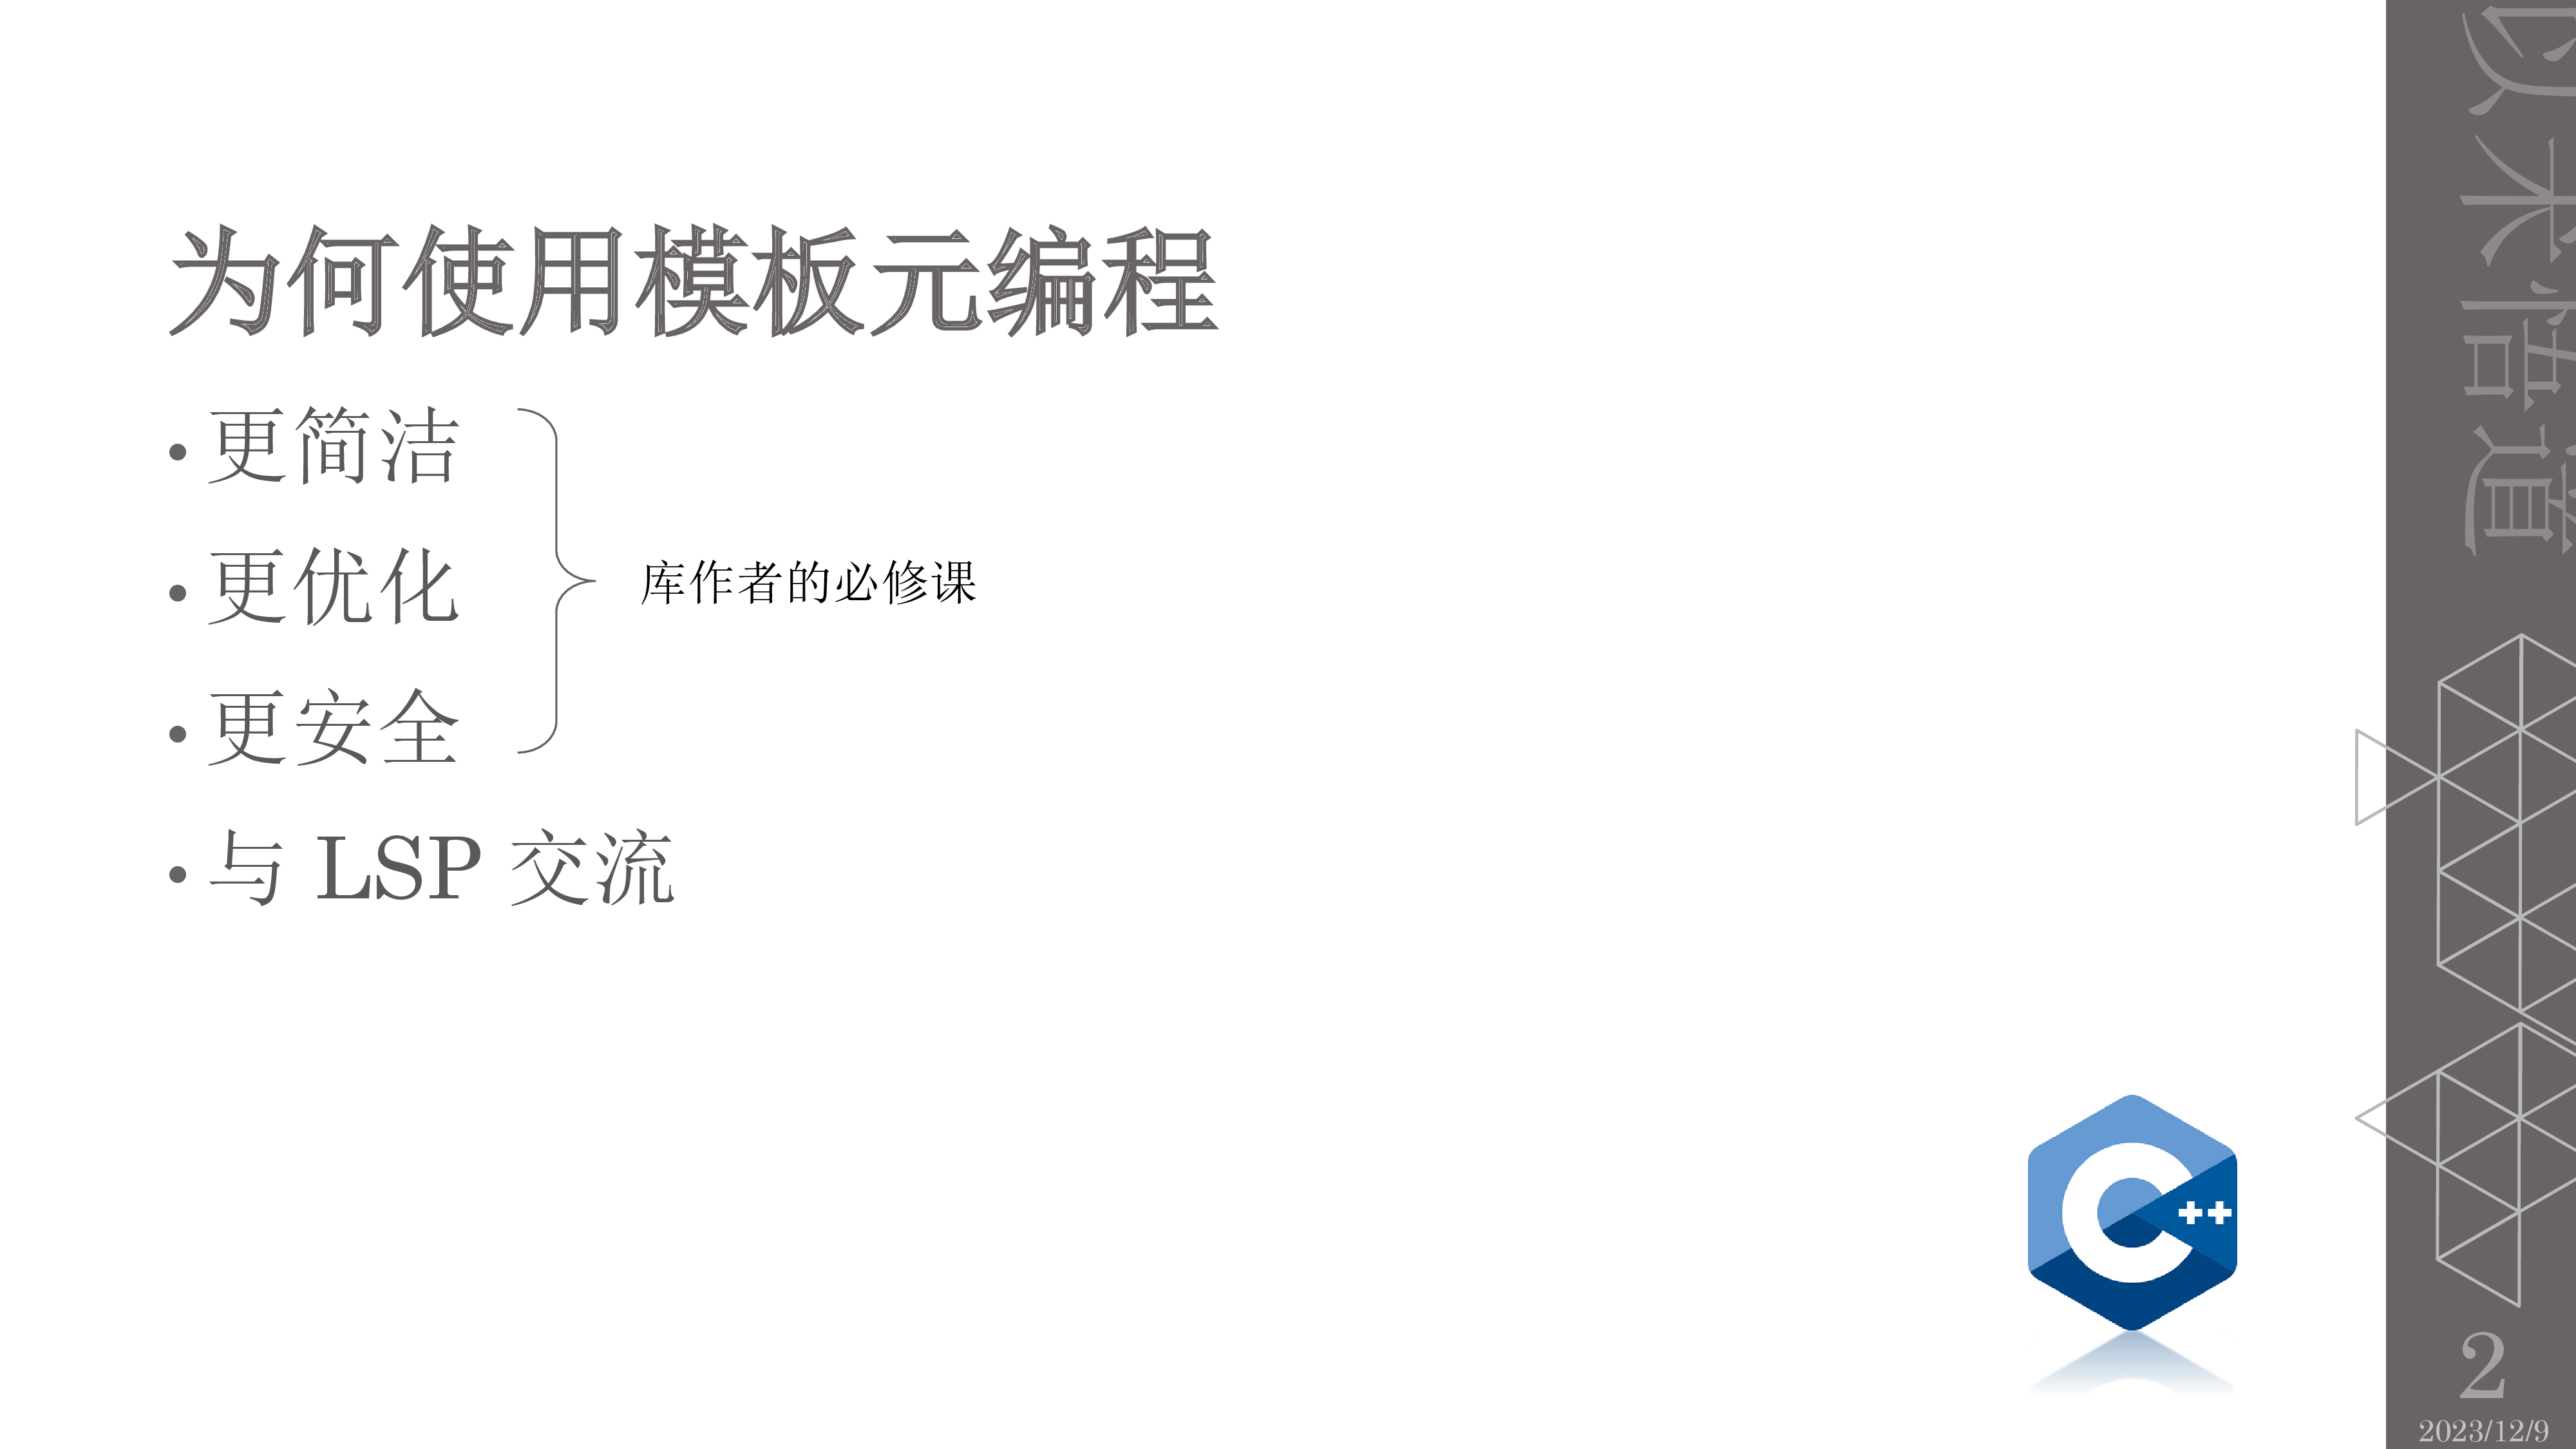 为何使用模板元编程
• 更简洁
• 更优化
• 更安全
库作者的必修课
• 与 LSP 交流
++
以术悟道
2
2023/12/9